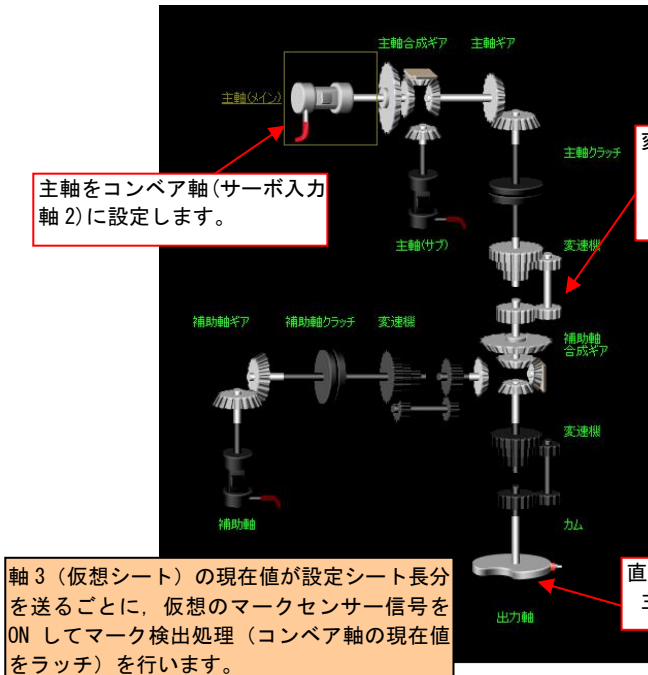 主軸合成ギア
主軸ギア
主軸(メイン)
主軸クラッチ
主軸をコンベア軸(サーボ入力
軸2)に設定します。
主軸(サブ)
変速機
補助軸ギア
補助軸クラッチ
変速機
補助軸
合成ギア
変速機
補助軸
カム
軸3（仮想シート）の現在値が設定シート長分
を送るごとに，仮想のマークセンサー信号を
ON してマーク検出処理（コンベア軸の現在値
をラッチ）を行います。
直
出力軸